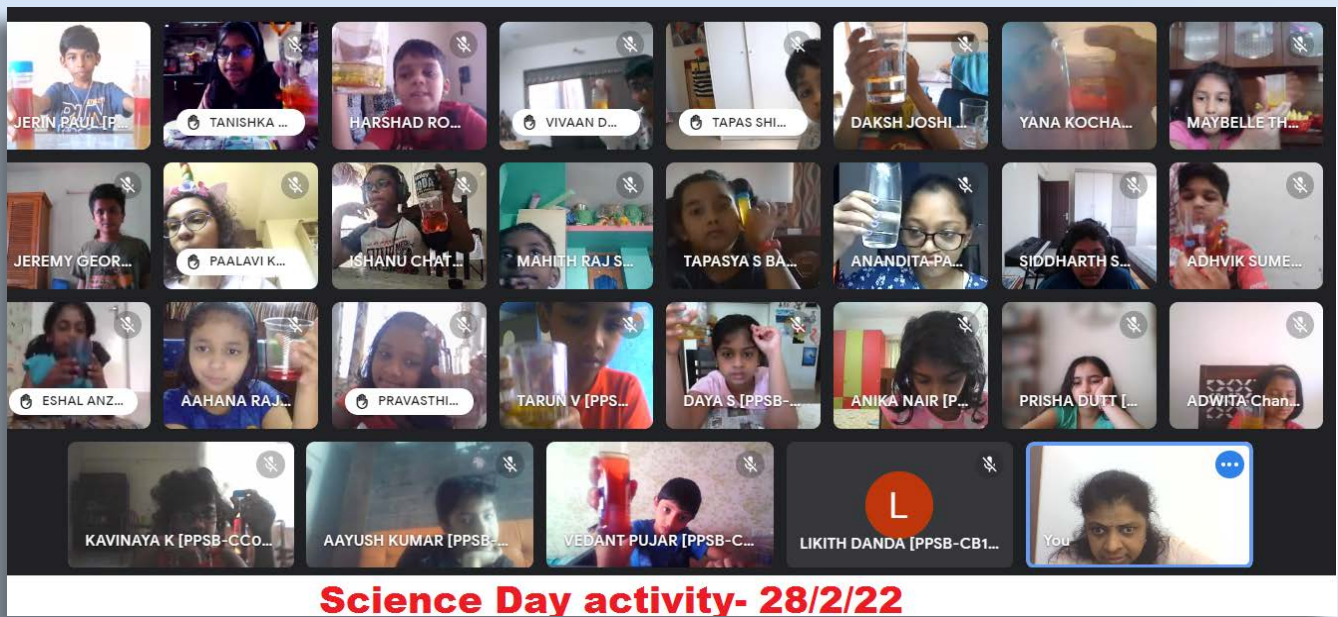 JERIN PAUL [P...
TANISHKA ...
HARSHAD RO...
VIVAAN D...
TAPAS SHI...
DAKSH JOSHI ...
YANA KOCHA...
MAYBELLE TH...
JEREMY GEOR...
PAALAVI K...
ISHANU CHAT...
MAHITH RAJ S...
TAPASYA S BA...
ANANDITA PA...
SIDDHARTH S...
ADHVIK SUME...
ESHAL ANZ...
AAHANA RAJ...
PRAVASTHI...
TARUN V [PPS...
DAYA S [PPSB-...
ANIKA NAIR [P...
PRISHA DUTT [...
ADWITA Chan...
KAVINAYA K [PPSB-CC0...
AAYUSH KUMAR [PPSB-...
VEDANT PUJAR [PPSB-C...
L
LIKITH DANDA [PPSB-CB1...
You
Science Day activity- 28/2/22